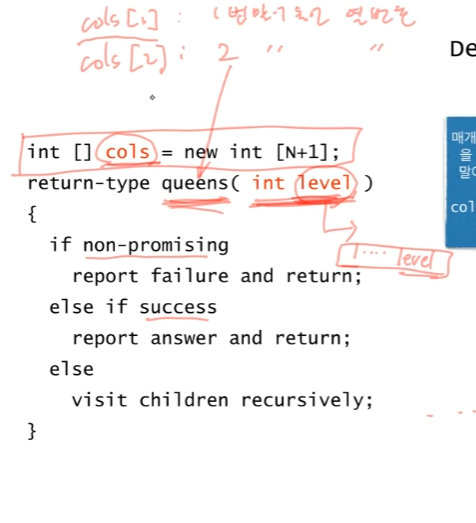 cols[1] : 1번말이 놓인 열번호
cols[2] : 2 〃 〃
De
매개
을
말이
col
int [] cols = new int [N+1];
return-type queens( int level )
{
if non-promising
1 .... level
report failure and return;
else if success
report answer and return;
else
visit children recursively;
}